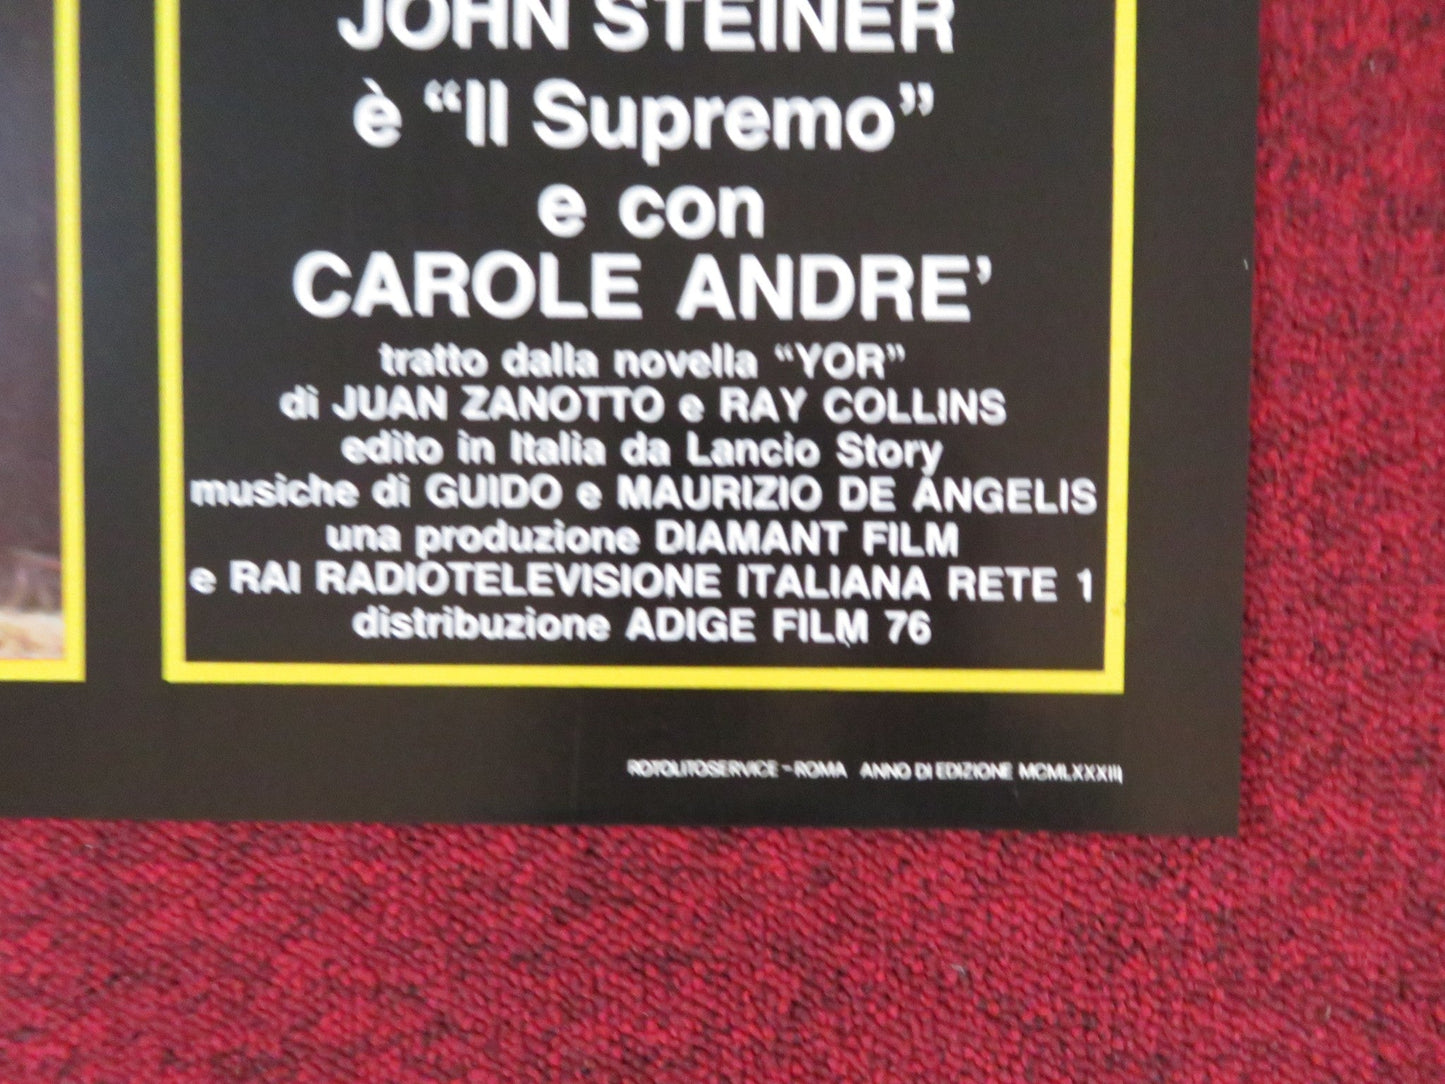 JOHN STEINER
è “Il Supremo”
e con
CAROLE ANDRE’
tratto dalla novella “YOR”
di JUAN ZANOTTO e RAY COLLINS
edito in Italia da Lancio Story
musiche di GUIDO e MAURIZIO DE ANGELIS
una produzione DIAMANT FILM
e RAI RADIOTELEVISIONE ITALIANA RETE 1
distribuzione ADIGE FILM 76
ROTOLITOSERVICE - ROMA ANNO DI EDIZIONE MCMLXXXIII